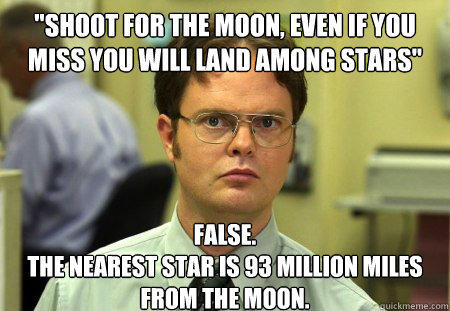 "SHOOT FOR THE MOON, EVEN IF YOU
MISS YOU WILL LAND AMONG STARS"
FALSE.
THE NEAREST STAR IS 93 MILLION MILES
FROM THE MOON.
quickmeme.com